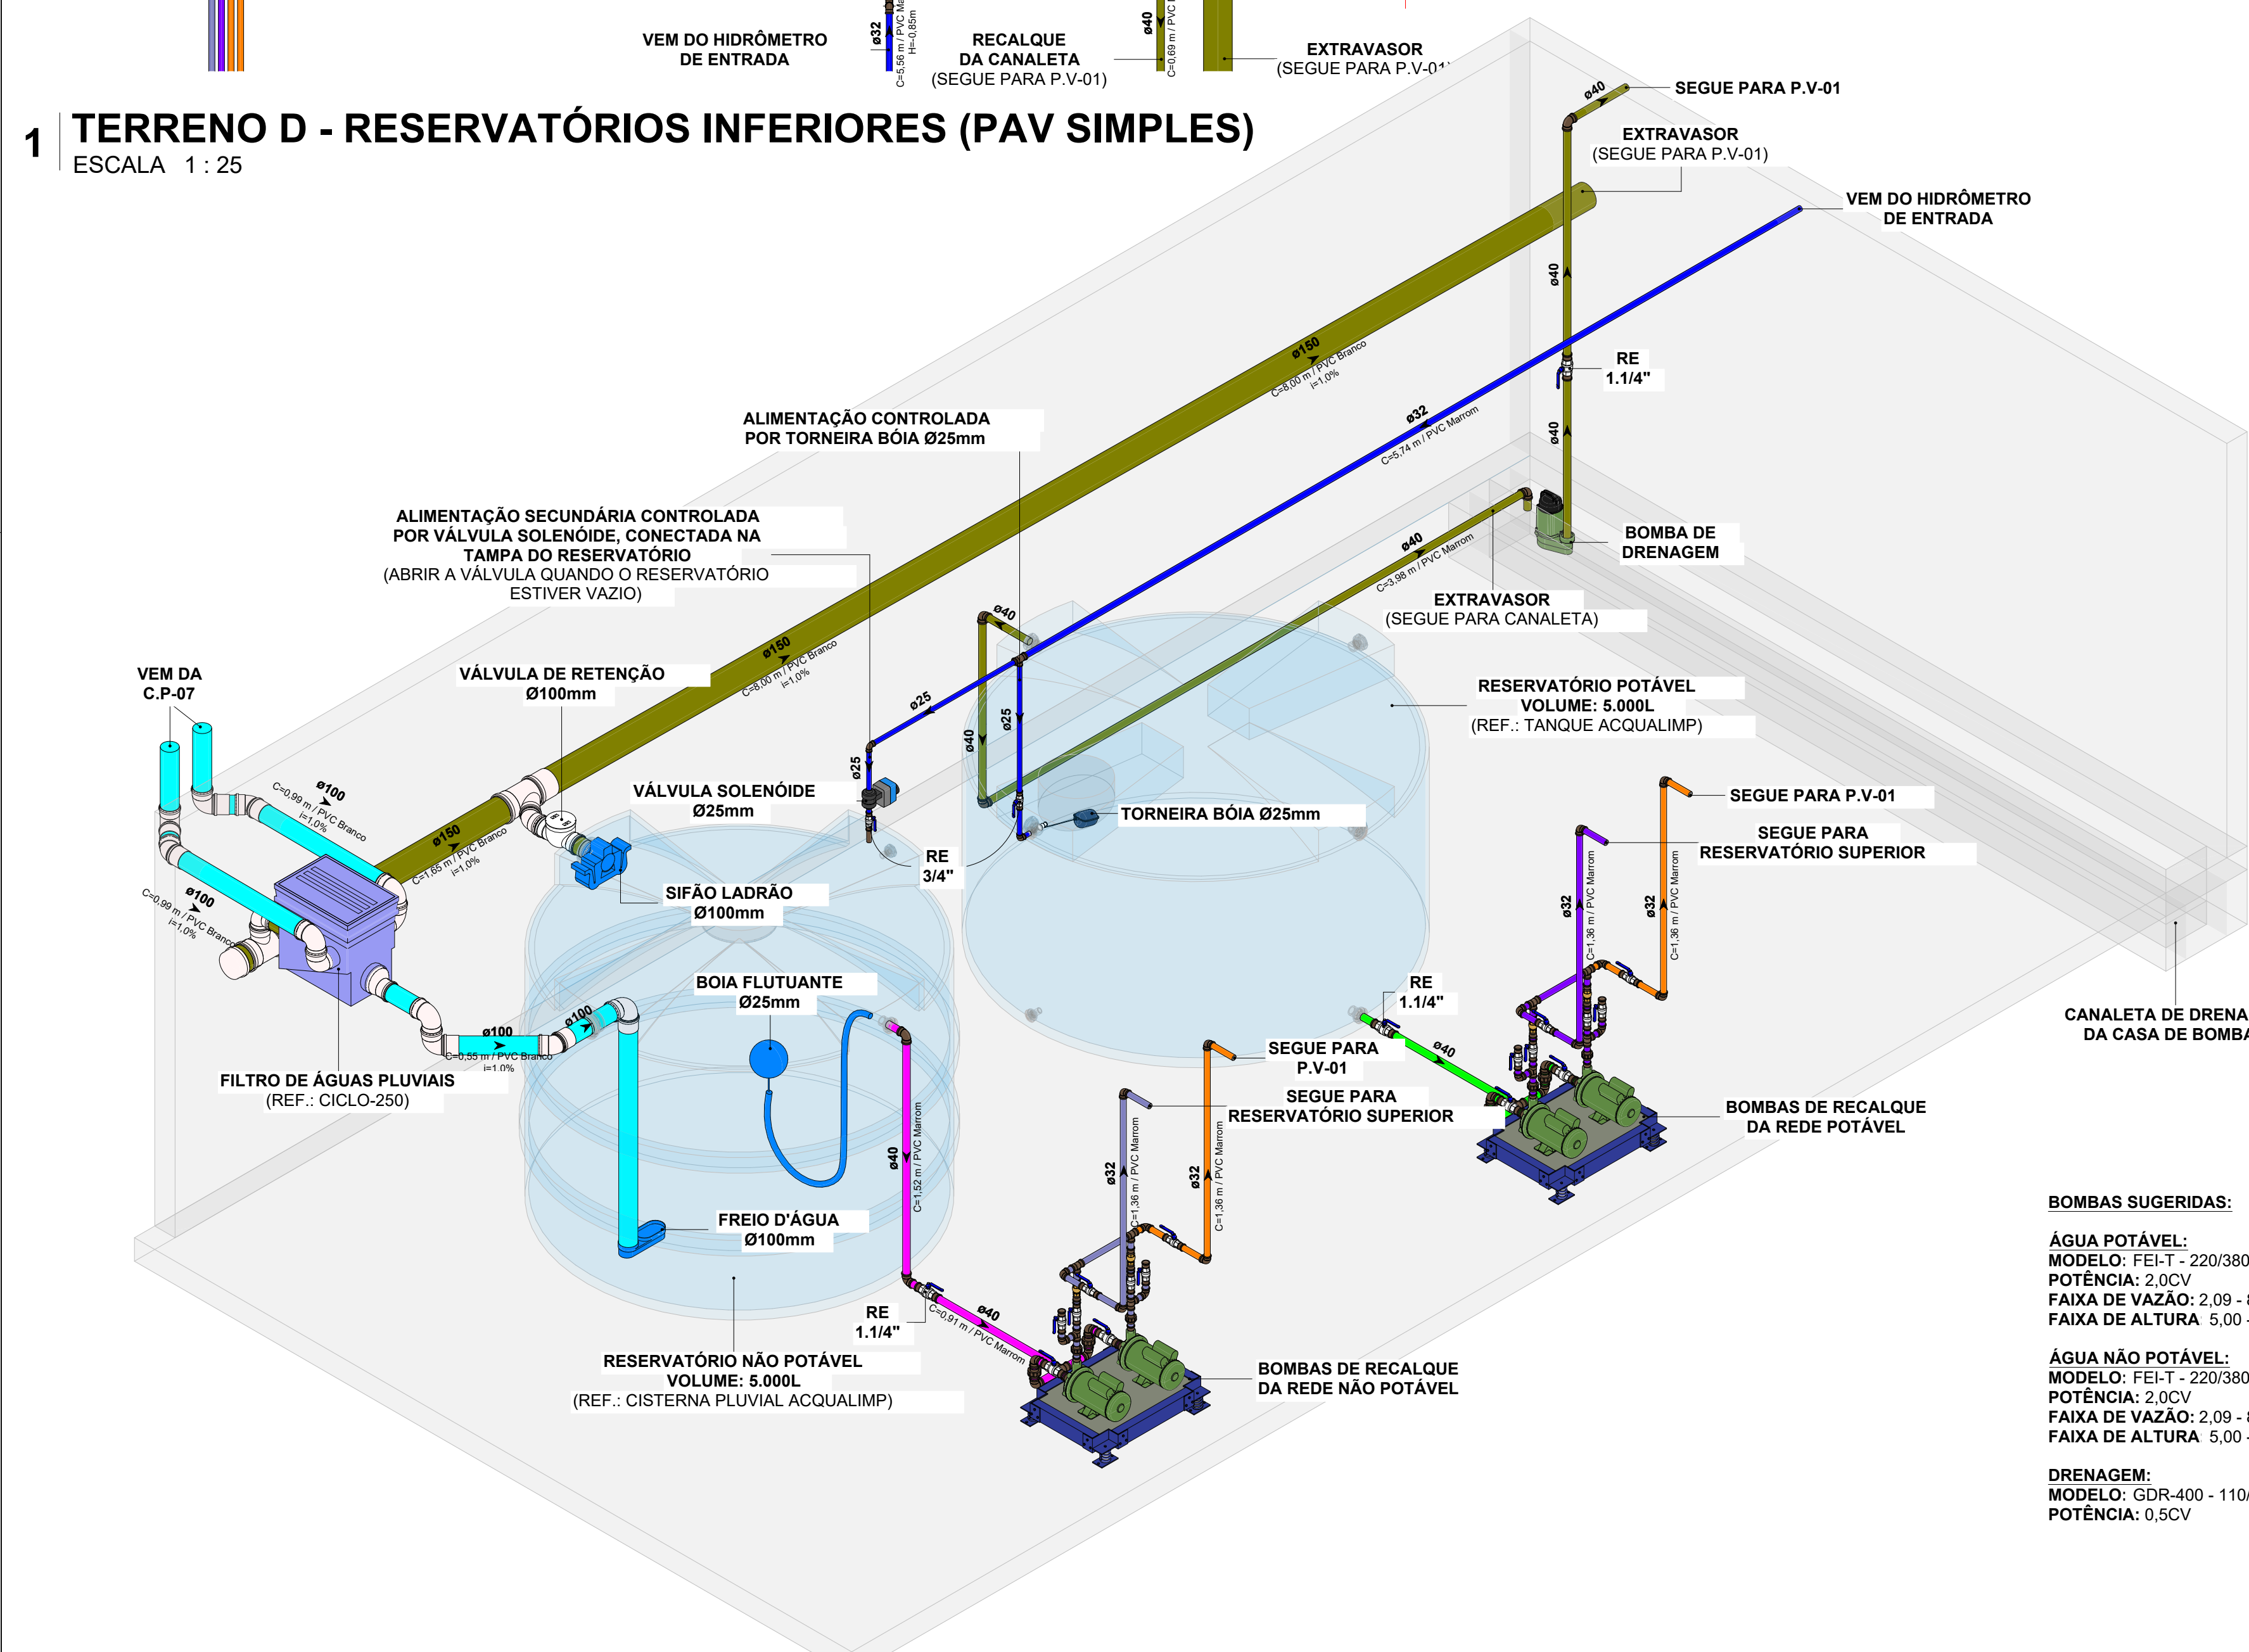 VEM DO HIDRÔMETRO
DE ENTRADA
ø32
C=5,56 m / PVC
H=-0,85m
RECALQUE
DA CANALETA
(SEGUE PARA P.V-01)
ø40
C=0,69 m / PVC
EXTRAVASOR
(SEGUE PARA P.V-01)
1
TERRENO D - RESERVATÓRIOS INFERIORES (PAV SIMPLES)
ESCALA 1 : 25
ø40
SEGUE PARA P.V-01
EXTRAVASOR
(SEGUE PARA P.V-01)
VEM DO HIDRÔMETRO
DE ENTRADA
ø40
RE
1.1/4"
ø150
C=8,00 m / PVC Branco
i=1,0%
ø32
C=5,74 m / PVC Marrom
ø40
ALIMENTAÇÃO CONTROLADA
POR TORNEIRA BÓIA Ø25mm
ALIMENTAÇÃO SECUNDÁRIA CONTROLADA
POR VÁLVULA SOLENÓIDE, CONECTADA NA
TAMPA DO RESERVATÓRIO
(ABRIR A VÁLVULA QUANDO O RESERVATÓRIO
ESTIVER VAZIO)
BOMBA DE
DRENAGEM
ø40
C=3,98 m / PVC Marrom
EXTRAVASOR
(SEGUE PARA CANALETA)
ø40
ø150
C=8,00 m / PVC Branco
i=1,0%
VEM DA
C.P-07
VÁLVULA DE RETENÇÃO
Ø100mm
ø25
ø25
ø40
ø25
RESERVATÓRIO POTÁVEL
VOLUME: 5.000L
(REF.: TANQUE ACQUALIMP)
ø100
C=0,99 m / PVC Branco
i=1,0%
VÁLVULA SOLENÓIDE
Ø25mm
TORNEIRA BÓIA Ø25mm
SEGUE PARA P.V-01
SEGUE PARA
RESERVATÓRIO SUPERIOR
ø150
C=1,65 m / PVC Branco
i=1,0%
RE
3/4"
SIFÃO LADRÃO
Ø100mm
ø100
C=0,99 m / PVC Branco
i=1,0%
ø32
C=1,36 m / PVC Marrom
ø32
C=1,36 m / PVC Marrom
BOIA FLUTUANTE
Ø25mm
RE
1.1/4"
CANALETA DE DRENA
DA CASA DE BOMBA
ø100
C=0,55 m / PVC Branco
i=1,0%
ø100
ø40
FILTRO DE ÁGUAS PLUVIAIS
(REF.: CICLO-250)
SEGUE PARA
P.V-01
SEGUE PARA
RESERVATÓRIO SUPERIOR
BOMBAS DE RECALQUE
DA REDE POTÁVEL
ø40
C=1,52 m / PVC Marrom
ø32
C=1,36 m / PVC Marrom
ø32
C=1,36 m / PVC Marrom
FREIO D'ÁGUA
Ø100mm
RE
1.1/4"
ø40
C=0,91 m / PVC Marrom
RESERVATÓRIO NÃO POTÁVEL
VOLUME: 5.000L
(REF.: CISTERNA PLUVIAL ACQUALIMP)
BOMBAS DE RECALQUE
DA REDE NÃO POTÁVEL
BOMBAS SUGERIDAS:
ÁGUA POTÁVEL:
MODELO: FEI-T - 220/380
POTÊNCIA: 2,0CV
FAIXA DE VAZÃO: 2,09 -
FAIXA DE ALTURA: 5,00 -
ÁGUA NÃO POTÁVEL:
MODELO: FEI-T - 220/380
POTÊNCIA: 2,0CV
FAIXA DE VAZÃO: 2,09 -
FAIXA DE ALTURA: 5,00 -
DRENAGEM:
MODELO: GDR-400 - 110/
POTÊNCIA: 0,5CV